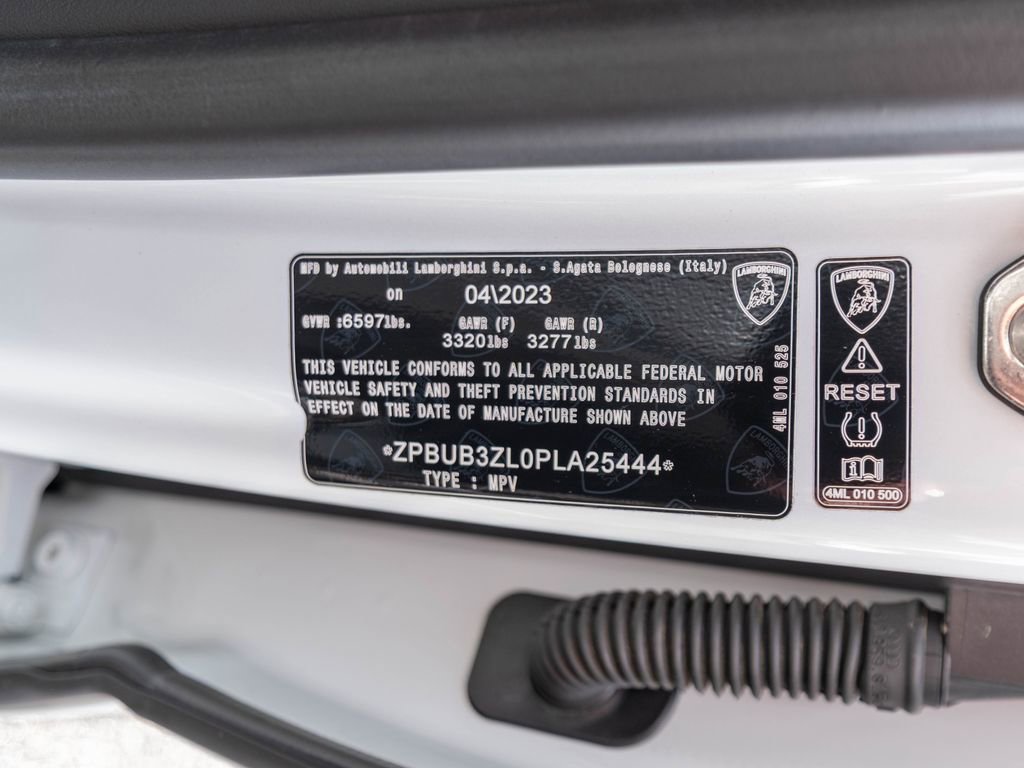 MFD by Automobili Lamborghini S.p.a. - S.Agata Bolognese (Italy)
on 04\2023
GVWR :6597lbs. GAWR (F) GAWR (R)
3320lbs 3277lbs
THIS VEHICLE CONFORMS TO ALL APPLICABLE FEDERAL MOTOR
VEHICLE SAFETY AND THEFT PREVENTION STANDARDS IN
EFFECT ON THE DATE OF MANUFACTURE SHOWN ABOVE
*ZPBUB3ZL0PLA25444*
TYPE : MPV
LAMBORGHINI
4ML 010 525
LAMBORGHINI
RESET
4ML 010 500